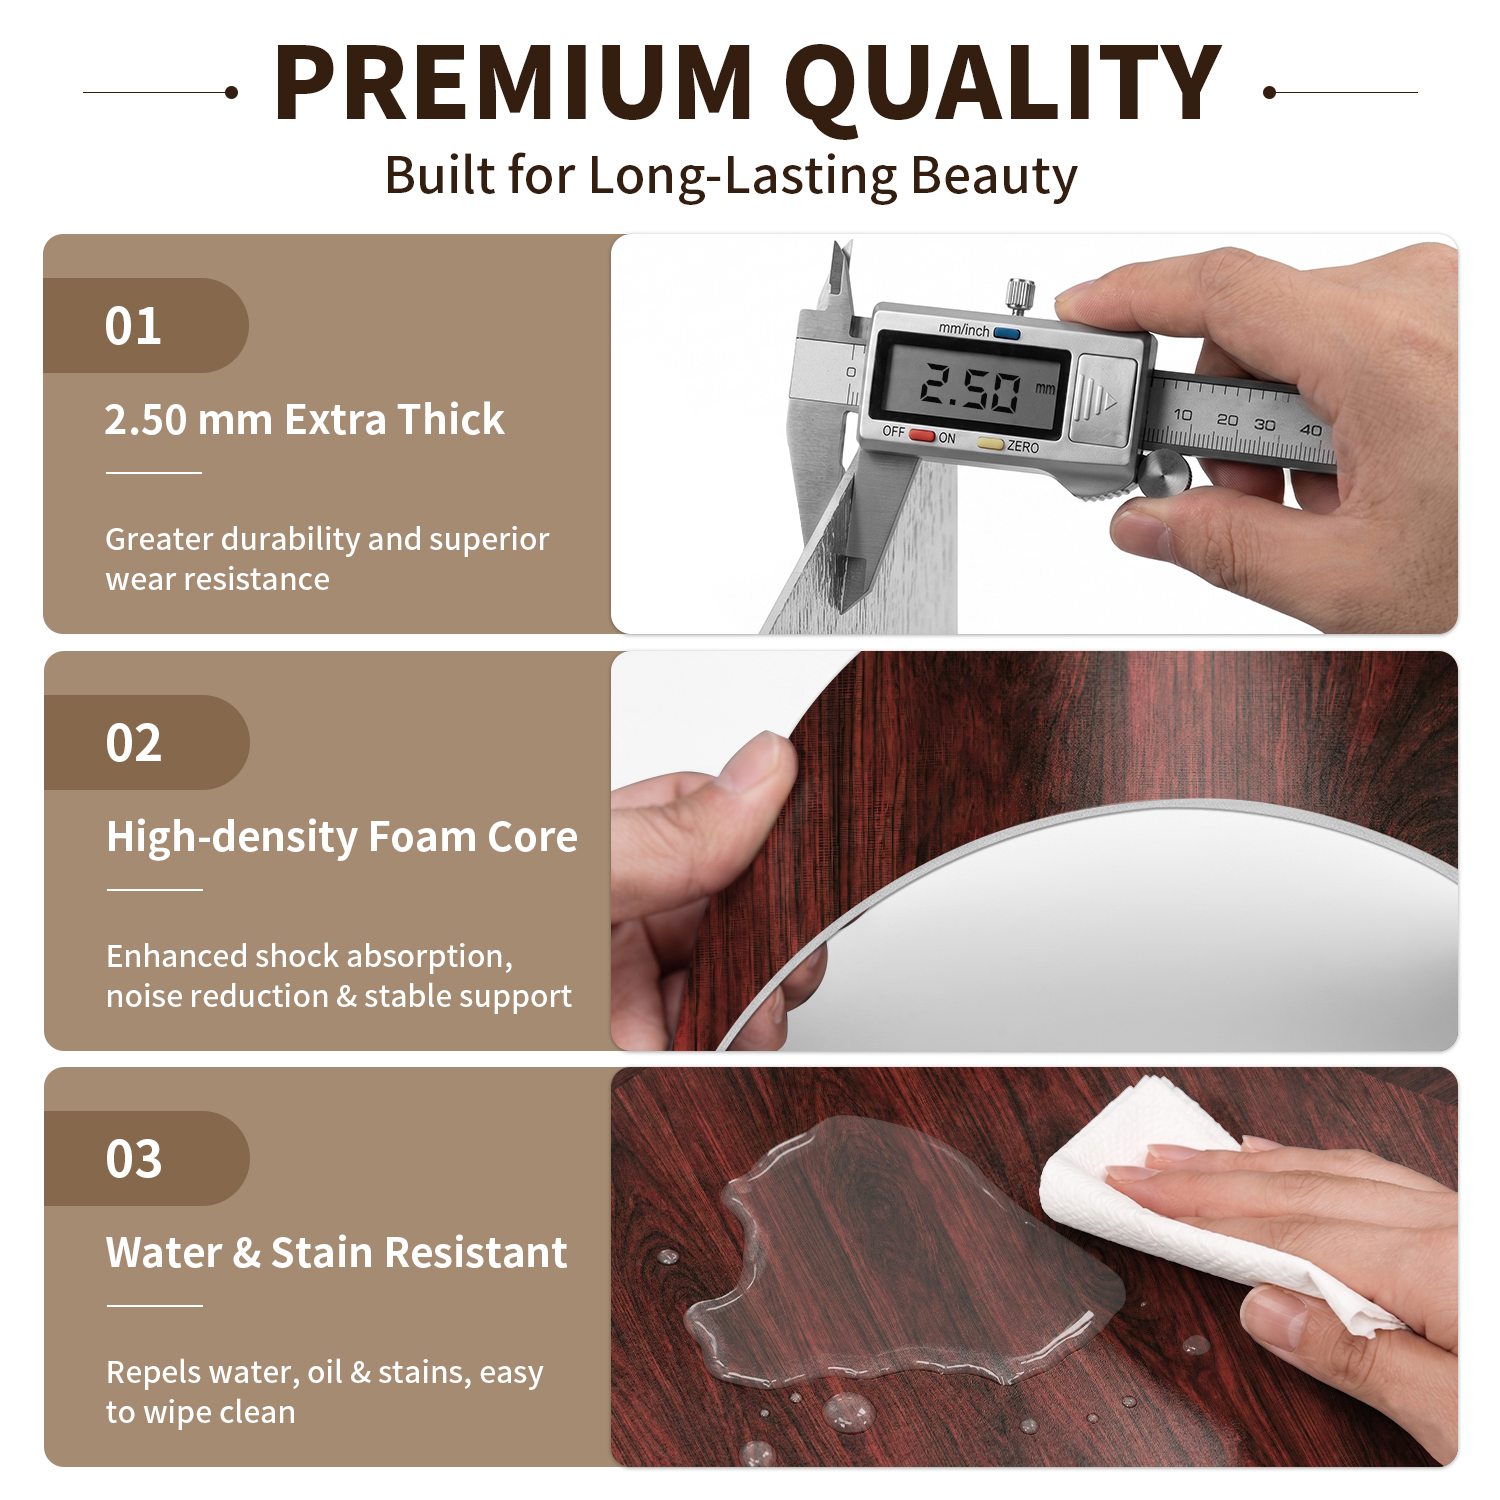 PREMIUM QUALITY
Built for Long-Lasting Beauty
01
2.50 mm Extra Thick
Greater durability and superior
wear resistance
mm/inch
0
2.50 mm
OFF ON ZERO
10 20 30 40
02
High-density Foam Core
Enhanced shock absorption,
noise reduction & stable support
03
Water & Stain Resistant
Repels water, oil & stains, easy
to wipe clean